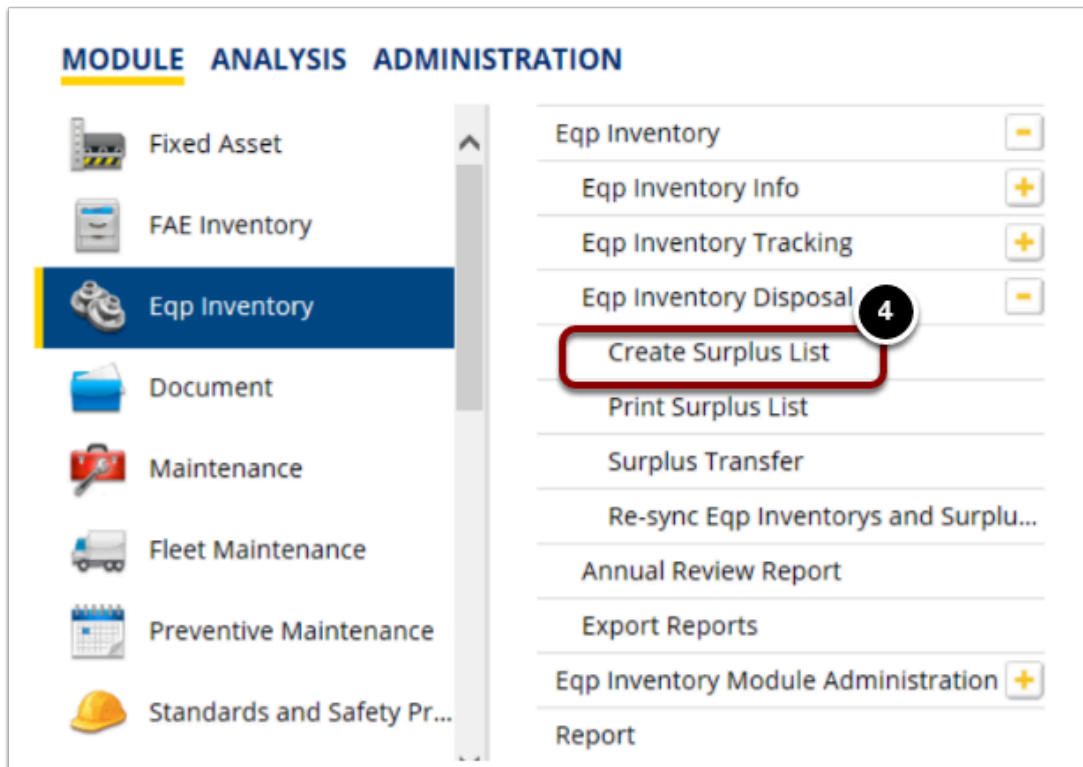 MODULE ANALYSIS ADMINISTRATION
Fixed Asset
FAE Inventory
Eqp Inventory
Document
Maintenance
Fleet Maintenance
Preventive Maintenance
Standards and Safety Pr...
Eqp Inventory
Eqp Inventory Info
Eqp Inventory Tracking
Eqp Inventory Disposal
4
Create Surplus List
Print Surplus List
Surplus Transfer
Re-sync Eqp Inventorys and Surplu...
Annual Review Report
Export Reports
Eqp Inventory Module Administration
Report